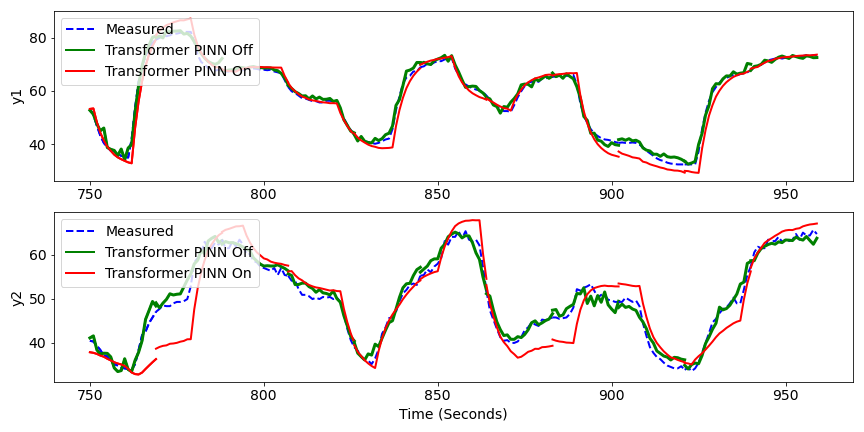 80
60
40
y1
Measured
Transformer PINN Off
Transformer PINN On
750
800
850
900
950
60
50
40
y2
Measured
Transformer PINN Off
Transformer PINN On
750
800
850
900
950
Time (Seconds)